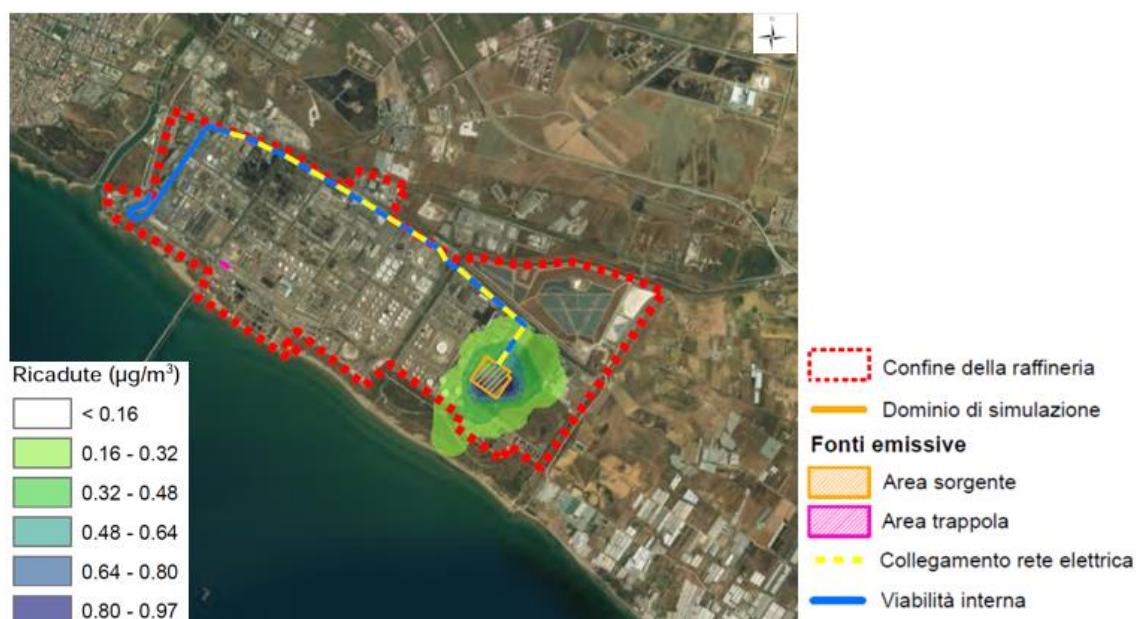 Ricadute (µg/m³)
< 0.16
0.16 - 0.32
0.32 - 0.48
0.48 - 0.64
0.64 - 0.80
0.80 - 0.97
Confine della raffineria
Dominio di simulazione
Fonti emissive
Area sorgente
Area trappola
Collegamento rete elettrica
Viabilità interna